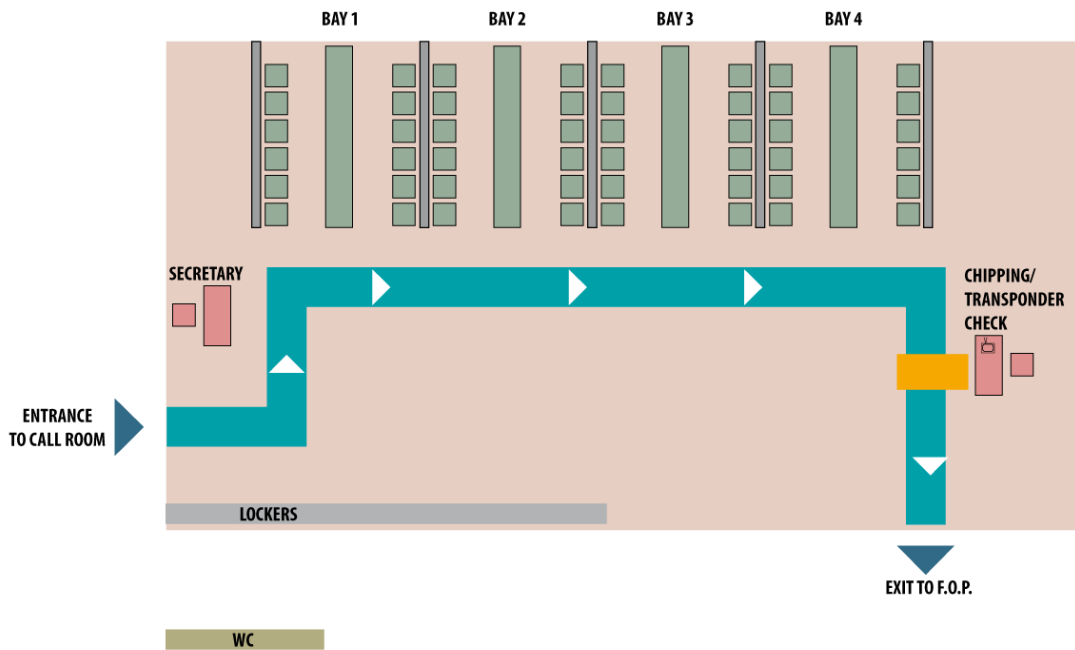 BAY 1
BAY 2
BAY 3
BAY 4
SECRETARY
CHIPPING/
TRANSPONDER
CHECK
ENTRANCE
TO CALL ROOM
LOCKERS
EXIT TO F.O.P.
WC